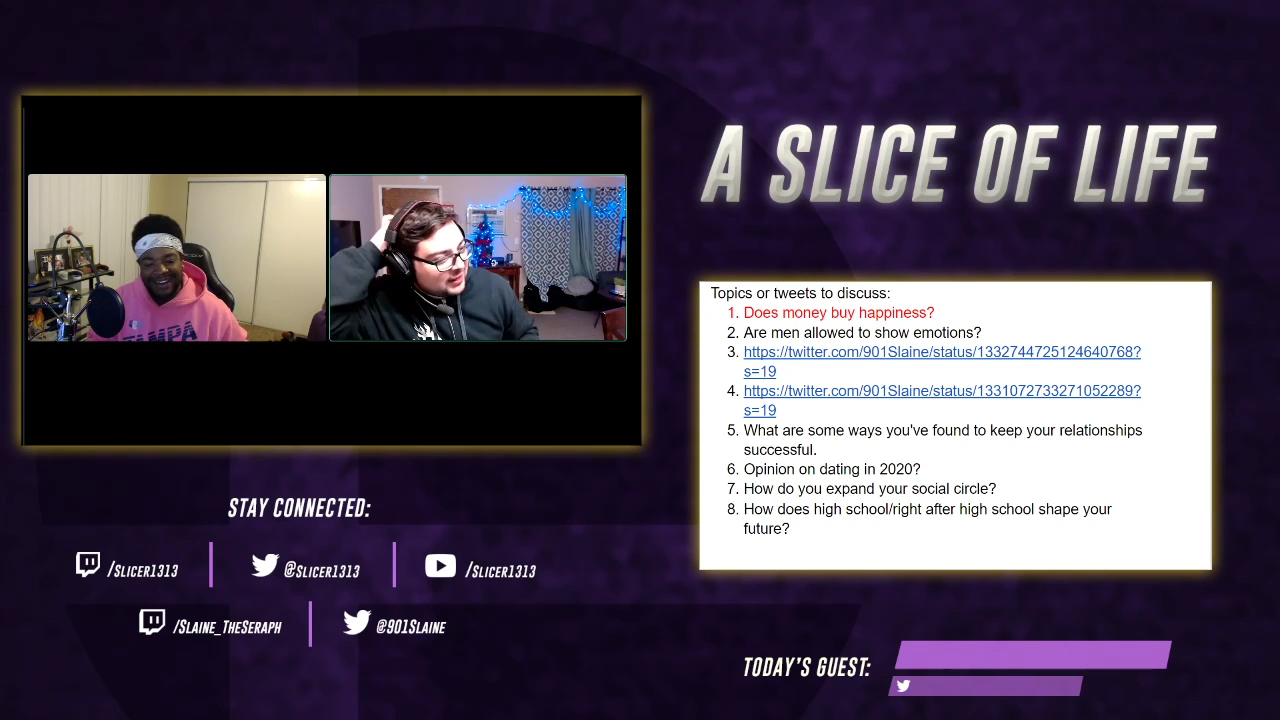 A SLICE OF LIFE
TAMPA
Topics or tweets to discuss:
1. Does money buy happiness?
2. Are men allowed to show emotions?
3. https://twitter.com/901Slaine/status/1332744725124640768?
s=19
4. https://twitter.com/901Slaine/status/1331072733271052289?
s=19
5. What are some ways you've found to keep your relationships
successful.
6. Opinion on dating in 2020?
7. How do you expand your social circle?
8. How does high school/right after high school shape your
future?
STAY CONNECTED:
/SLICER1313
@SLICER1313
/SLICER1313
/SLAINE_THESERAPH
@901SLAINE
TODAY'S GUEST: